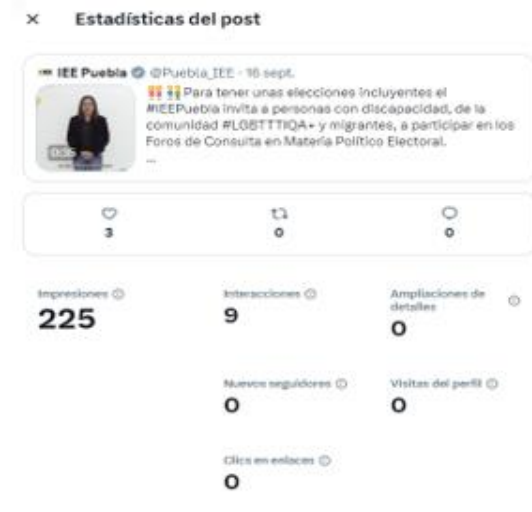 Estadísticas del post
IEE Puebla @Puebla_IEE · 16 sept.
Para tener unas elecciones incluyentes el
#IEEPuebla invita a personas con discapacidad, de la
comunidad #LGBTTTIQA+ y migrantes, a participar en los
Foros de Consulta en Materia Político Electoral.
...
3 0 0
Impresiones
225
Interacciones
9
Ampliaciones de
detalles
0
Nuevos seguidores
0
Visitas del perfil
0
Clics en enlaces
0